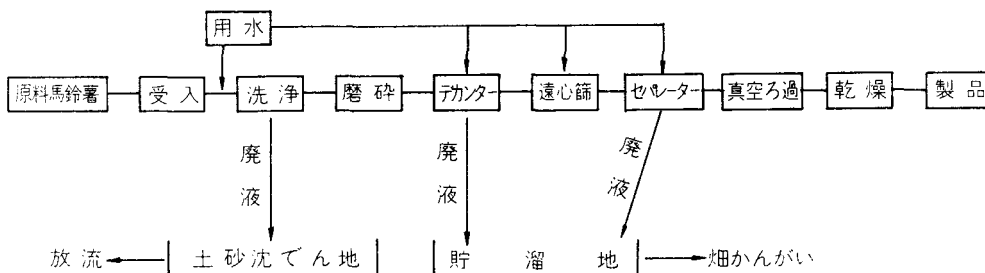 用水
原料馬鈴薯 受入 洗浄 磨砕 デカンター 遠心篩 セパレーター 真空ろ過 乾燥 製品
廃液 廃液 廃液
放流 土砂沈でん地 貯溜地 畑かんがい